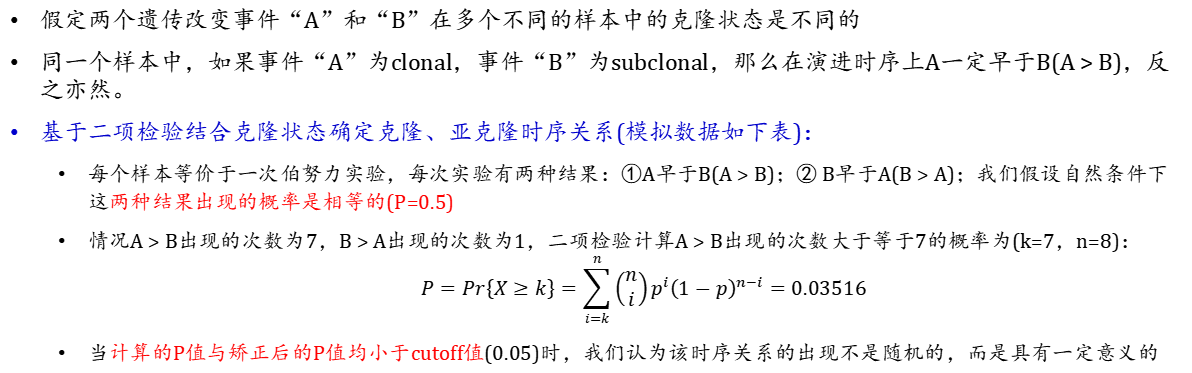 • 假定两个遗传改变事件“A”和“B”在多个不同的样本中的克隆状态是不同的
• 同一个样本中，如果事件“A”为clonal，事件“B”为subclonal，那么在演进时序上A一定早于B(A > B)，反
之亦然。
• 基于二项检验结合克隆状态确定克隆、亚克隆时序关系(模拟数据如下表)：
• 每个样本等价于一次伯努力实验，每次实验有两种结果：①A早于B(A > B)；② B早于A(B > A)；我们假设自然条件下
这两种结果出现的概率是相等的(P=0.5)
• 情况A > B出现的次数为7，B > A出现的次数为1，二项检验计算A > B出现的次数大于等于7的概率为(k=7，n=8)：
P = Pr{X ≥ k} = ∑_{i=k}^{n} \binom{n}{i} p^i (1 − p)^{n−i} = 0.03516
• 当计算的P值与矫正后的P值均小于cutoff值(0.05)时，我们认为该时序关系的出现不是随机的，而是具有一定意义的